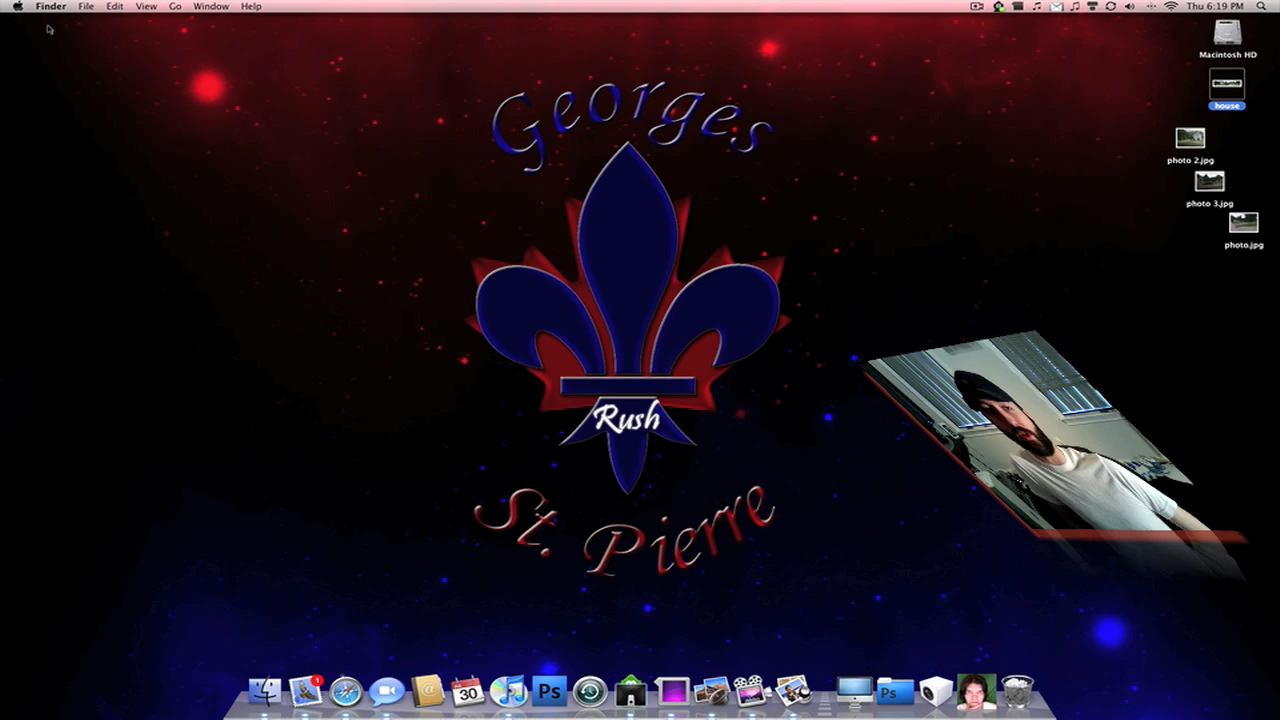 Finder File Edit View Go Window Help Thu 6:19 PM
Macintosh HD
house
photo 2.jpg
photo 3.jpg
photo.jpg
Georges
Rush
St. Pierre
1
30
Ps
Ps